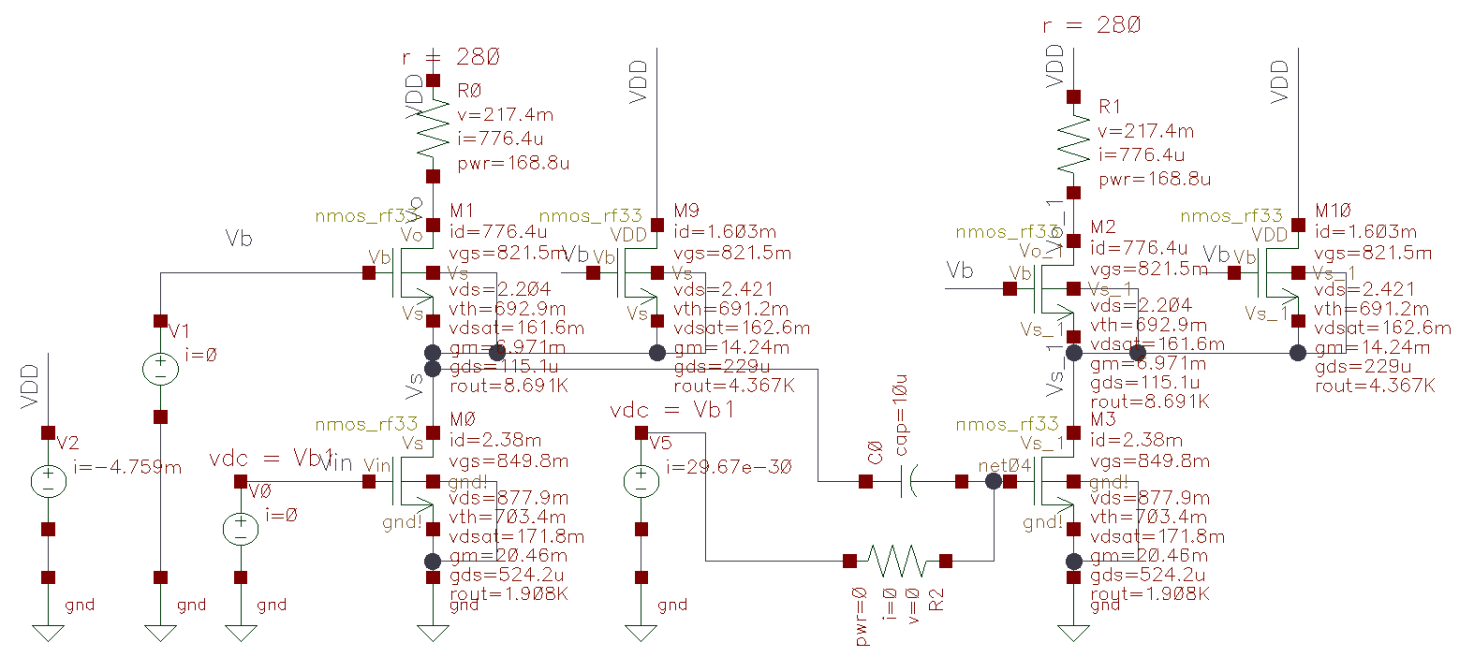 r = 280
VDD
R0
v=217.4m
i=776.4u
pwr=168.8u
Vo
nmos_rf33
M1
id=776.4u
vgs=821.5m
Vo
Vb
Vb
Vs
vds=2.204
vth=692.9m
vdsat=161.6m
gm=6.971m
gds=115.1u
rout=8.691K
Vs
Vs
VDD
nmos_rf33
M9
VDD
id=1.603m
vgs=821.5m
Vb
Vb
Vs
vds=2.421
vth=691.2m
vdsat=162.6m
gm=14.24m
gds=229u
rout=4.367K
Vs
r = 280
VDD
R1
v=217.4m
i=776.4u
pwr=168.8u
Vo_1
nmos_rf33
M2
id=776.4u
vgs=821.5m
Vo_1
Vb
Vb
Vs_1
vds=2.204
vth=692.9m
vdsat=161.6m
gm=6.971m
gds=115.1u
rout=8.691K
Vs_1
Vs_1
VDD
nmos_rf33
M10
VDD
id=1.603m
vgs=821.5m
Vb
Vb
Vs_1
vds=2.421
vth=691.2m
vdsat=162.6m
gm=14.24m
gds=229u
rout=4.367K
Vs_1
V1
i=0
gnd
VDD
V2
i=-4.759m
gnd
vdc = Vb1
V0
i=0
gnd
Vin
nmos_rf33
M0
id=2.38m
vgs=849.8m
Vs
Vin
gnd!
vds=877.9m
vth=703.4m
vdsat=171.8m
gm=20.46m
gds=524.2u
rout=1.908K
gnd!
gnd
vdc = Vb1
V5
i=29.67e-30
gnd
C0
cap=10u
pwr=0
i=0
v=0
R2
net04
nmos_rf33
M3
id=2.38m
vgs=849.8m
Vs_1
gnd!
vds=877.9m
vth=703.4m
vdsat=171.8m
gm=20.46m
gds=524.2u
rout=1.908K
gnd!
gnd